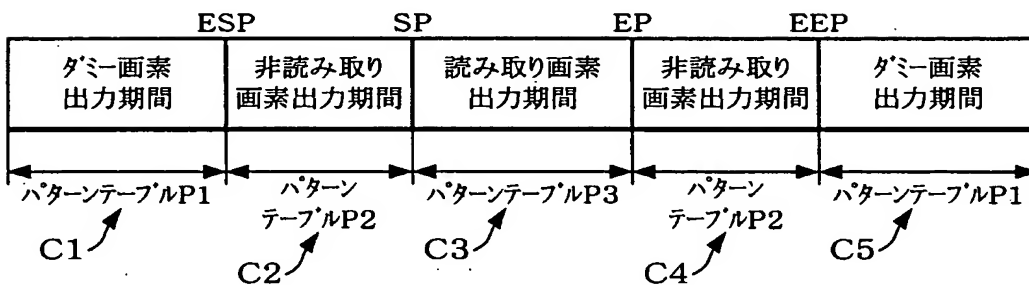 ESP SP EP EEP
ダミー画素
出力期間
非読み取り
画素出力期間
読み取り画素
出力期間
非読み取り
画素出力期間
ダミー画素
出力期間
パターンテーブルP1
パターン
テーブルP2
パターンテーブルP3
パターン
テーブルP2
パターンテーブルP1
C1
C2
C3
C4
C5